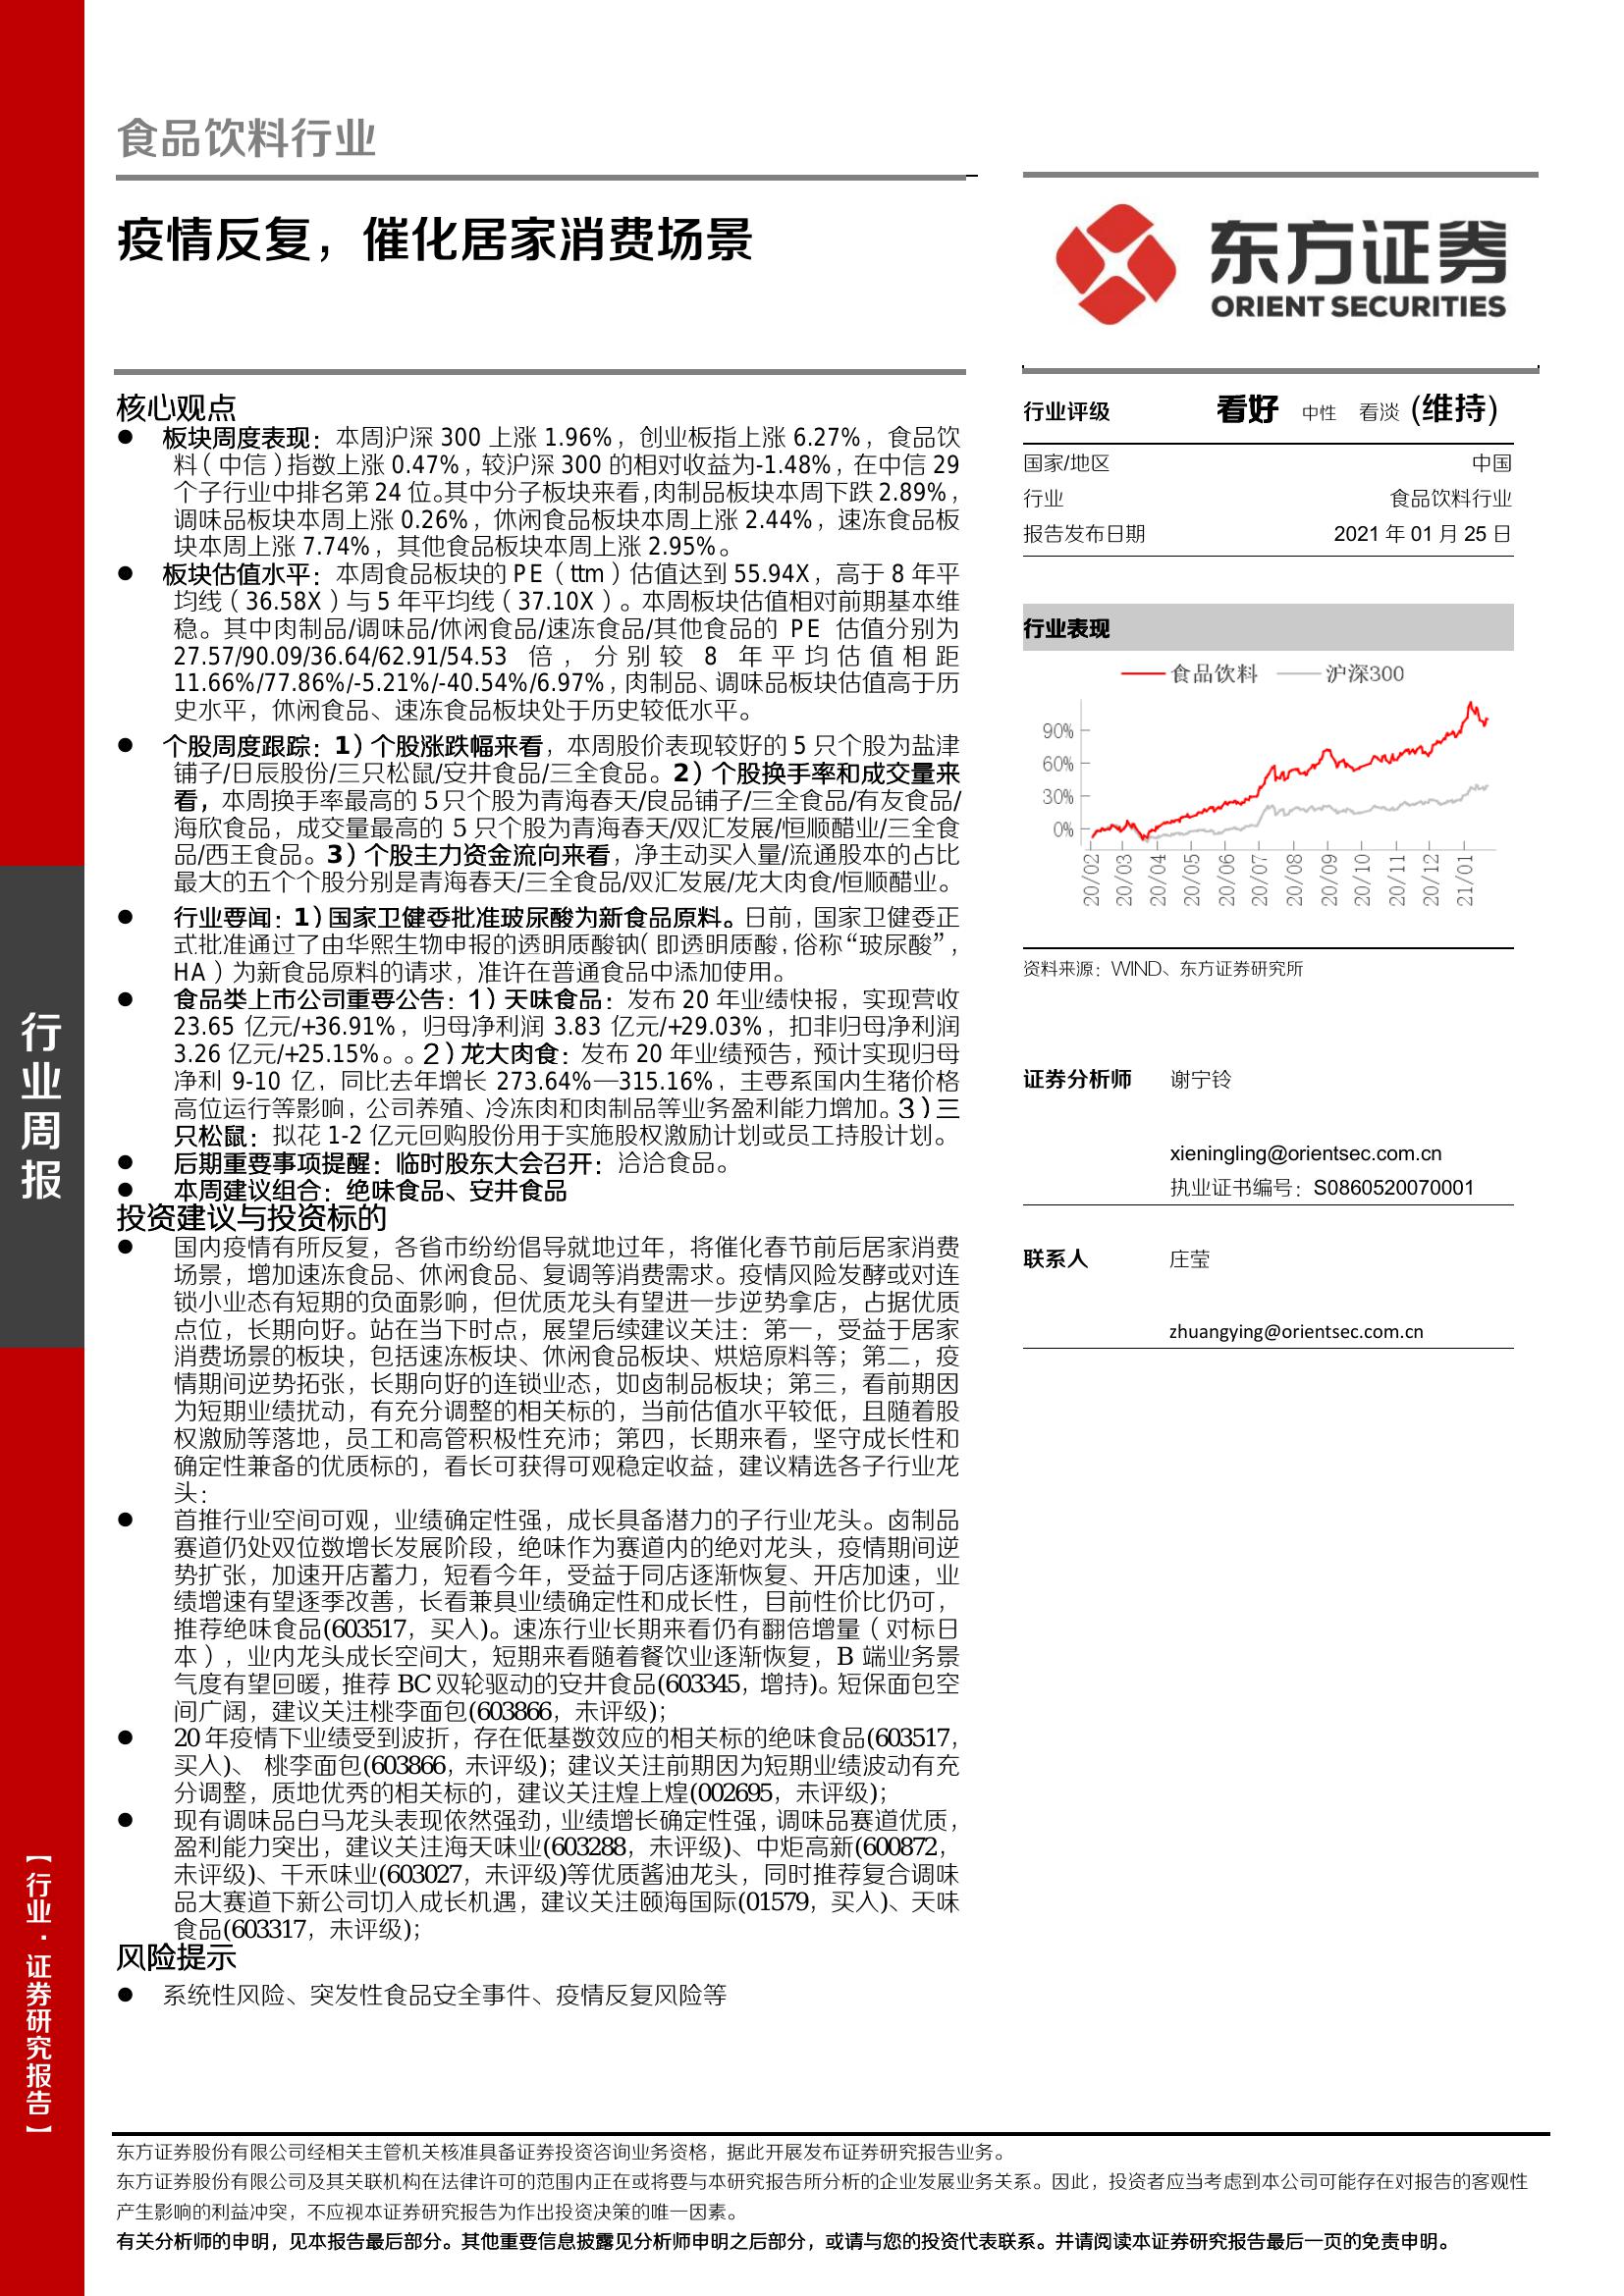 食品饮料行业
疫情反复，催化居家消费场景
东方证券
ORIENT SECURITIES
核心观点
● 板块周度表现：本周沪深 300 上涨 1.96%，创业板指上涨 6.27%，食品饮
料（中信）指数上涨 0.47%，较沪深 300 的相对收益为-1.48%，在中信 29
个子行业中排名第 24 位。其中分子板块来看，肉制品板块本周下跌 2.89%，
调味品板块本周上涨 0.26%，休闲食品板块本周上涨 2.44%，速冻食品板
块本周上涨 7.74%，其他食品板块本周上涨 2.95%。
● 板块估值水平：本周食品板块的 PE（ttm）估值达到 55.94X，高于 8 年平
均线（36.58X）与 5 年平均线（37.10X）。本周板块估值相对前期基本维
稳。其中肉制品/调味品/休闲食品/速冻食品/其他食品的 PE 估值分别为
27.57/90.09/36.64/62.91/54.53 倍，分别较 8 年平均估值相距
11.66%/77.86%/-5.21%/-40.54%/6.97%，肉制品、调味品板块估值高于历
史水平，休闲食品、速冻食品板块处于历史较低水平。
● 个股周度跟踪：1）个股涨跌幅来看，本周股价表现较好的 5 只个股为盐津
铺子/日辰股份/三只松鼠/安井食品/三全食品。2）个股换手率和成交量来
看，本周换手率最高的 5 只个股为青海春天/良品铺子/三全食品/有友食品/
海欣食品，成交量最高的 5 只个股为青海春天/双汇发展/恒顺醋业/三全食
品/西王食品。3）个股主力资金流向来看，净主动买入量/流通股本的占比
最大的五个个股分别是青海春天/三全食品/双汇发展/龙大肉食/恒顺醋业。
● 行业要闻：1）国家卫健委批准玻尿酸为新食品原料。日前，国家卫健委正
式批准通过了由华熙生物申报的透明质酸钠（即透明质酸，俗称“玻尿酸”，
HA）为新食品原料的请求，准许在普通食品中添加使用。
● 食品类上市公司重要公告：1）天味食品：发布 20 年业绩快报，实现营收
23.65 亿元/+36.91%，归母净利润 3.83 亿元/+29.03%，扣非归母净利润
3.26 亿元/+25.15%。。2）龙大肉食：发布 20 年业绩预告，预计实现归母
净利 9-10 亿，同比去年增长 273.64%—315.16%，主要系国内生猪价格
高位运行等影响，公司养殖、冷冻肉和肉制品等业务盈利能力增加。3）三
只松鼠：拟花 1-2 亿元回购股份用于实施股权激励计划或员工持股计划。
● 后期重要事项提醒：临时股东大会召开：洽洽食品。
● 本周建议组合：绝味食品、安井食品
投资建议与投资标的
● 国内疫情有所反复，各省市纷纷倡导就地过年，将催化春节前后居家消费
场景，增加速冻食品、休闲食品、复调等消费需求。疫情风险发酵或对连
锁小业态有短期的负面影响，但优质龙头有望进一步逆势拿店，占据优质
点位，长期向好。站在当下时点，展望后续建议关注：第一，受益于居家
消费场景的板块，包括速冻板块、休闲食品板块、烘焙原料等；第二，疫
情期间逆势拓张，长期向好的连锁业态，如卤制品板块；第三，看前期因
为短期业绩扰动，有充分调整的相关标的，当前估值水平较低，且随着股
权激励等落地，员工和高管积极性充沛；第四，长期来看，坚守成长性和
确定性兼备的优质标的，看长可获得可观稳定收益，建议精选各子行业龙
头：
● 首推行业空间可观，业绩确定性强，成长具备潜力的子行业龙头。卤制品
赛道仍处双位数增长发展阶段，绝味作为赛道内的绝对龙头，疫情期间逆
势扩张，加速开店蓄力，短看今年，受益于同店逐渐恢复、开店加速，业
绩增速有望逐季改善，长看兼具业绩确定性和成长性，目前性价比仍可，
推荐绝味食品(603517，买入)。速冻行业长期来看仍有翻倍增量（对标日
本），业内龙头成长空间大，短期来看随着餐饮业逐渐恢复，B 端业务景
气度有望回暖，推荐 BC 双轮驱动的安井食品(603345，增持)。短保面包空
间广阔，建议关注桃李面包(603866，未评级)；
● 20 年疫情下业绩受到波折，存在低基数效应的相关标的绝味食品(603517，
买入)、 桃李面包(603866，未评级)；建议关注前期因为短期业绩波动有充
分调整，质地优秀的相关标的，建议关注煌上煌(002695，未评级)；
● 现有调味品白马龙头表现依然强劲，业绩增长确定性强，调味品赛道优质，
盈利能力突出，建议关注海天味业(603288，未评级)、中炬高新(600872，
未评级)、千禾味业(603027，未评级)等优质酱油龙头，同时推荐复合调味
品大赛道下新公司切入成长机遇，建议关注颐海国际(01579，买入)、天味
食品(603317，未评级)；
风险提示
● 系统性风险、突发性食品安全事件、疫情反复风险等
行业评级 看好 中性 看淡 (维持)
国家/地区 中国
行业 食品饮料行业
报告发布日期 2021 年 01 月 25 日
行业表现
食品饮料 沪深300
90%
60%
30%
0%
20/02 20/03 20/04 20/05 20/06 20/07 20/08 20/09 20/10 20/11 20/12 21/01
资料来源：WIND、东方证券研究所
证券分析师 谢宁铃
xieningling@orientsec.com.cn
执业证书编号：S0860520070001
联系人 庄莹
zhuangying@orientsec.com.cn
行业周报
【行业·证券研究报告】
东方证券股份有限公司经相关主管机关核准具备证券投资咨询业务资格，据此开展发布证券研究报告业务。
东方证券股份有限公司及其关联机构在法律许可的范围内正在或将要与本研究报告所分析的企业发展业务关系。因此，投资者应当考虑到本公司可能存在对报告的客观性
产生影响的利益冲突，不应视本证券研究报告为作出投资决策的唯一因素。
有关分析师的申明，见本报告最后部分。其他重要信息披露见分析师申明之后部分，或请与您的投资代表联系。并请阅读本证券研究报告最后一页的免责申明。